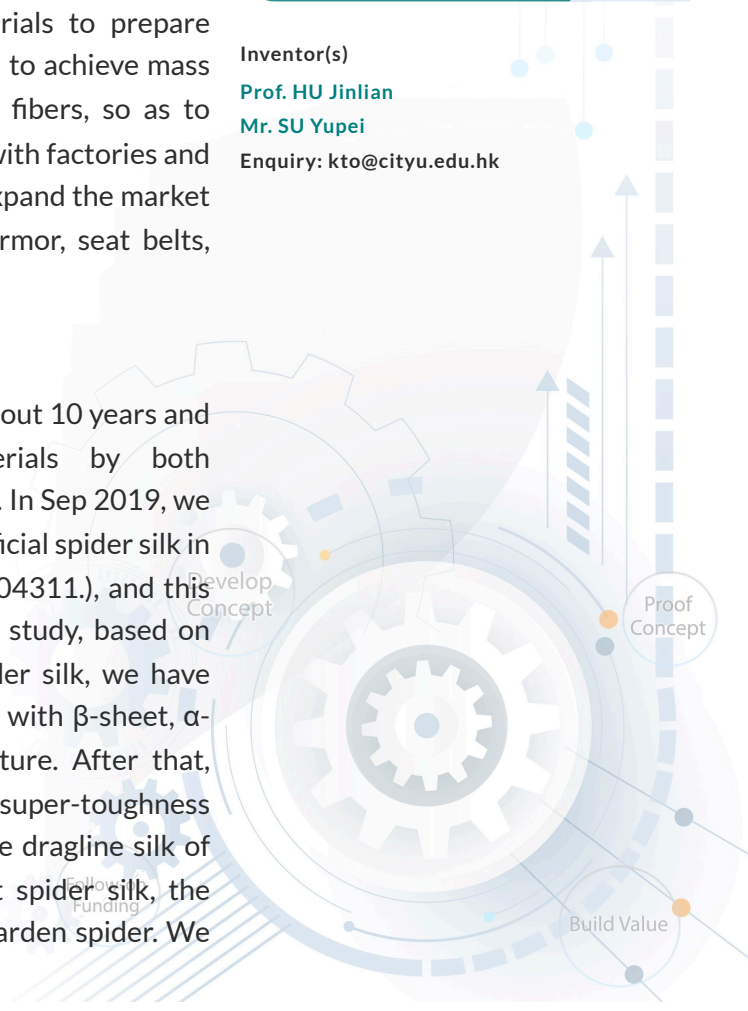 rials to prepare
to achieve mass
fibers, so as to
with factories and
xpand the market
rmor, seat belts,
out 10 years and
erials by both
. In Sep 2019, we
ficial spider silk in
04311.), and this
study, based on
der silk, we have
with β-sheet, α-
ture. After that,
super-toughness
e dragline silk of
t spider silk, the
arden spider. We
Inventor(s)
Prof. HU Jinlian
Mr. SU Yupei
Enquiry: kto@cityu.edu.hk
Develop
Concept
Proof
Concept
Follow-on
Funding
Build Value